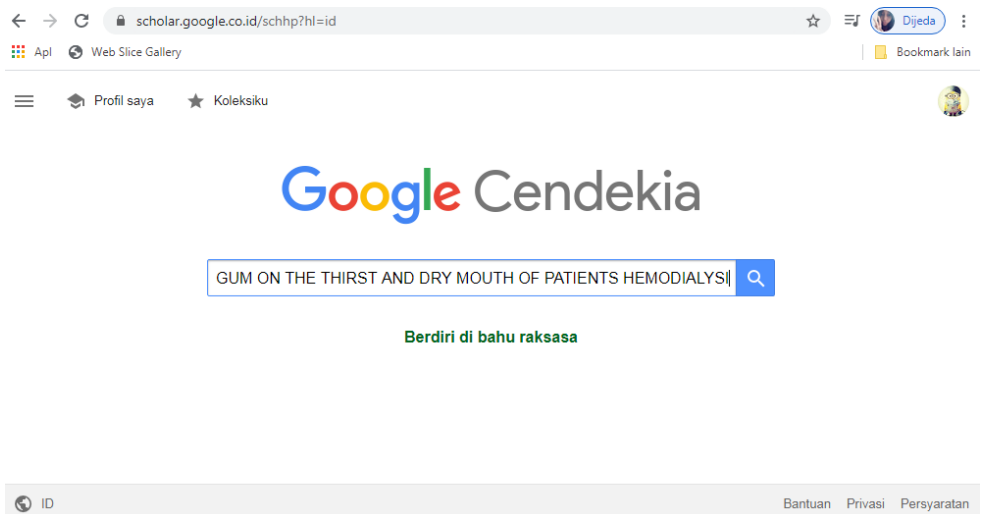 scholar.google.co.id/schhp?hl=id
Dijeda
Apl Web Slice Gallery Bookmark lain
Profil saya Koleksiku
Google Cendekia
GUM ON THE THIRST AND DRY MOUTH OF PATIENTS HEMODIALYSI
Berdiri di bahu raksasa
ID Bantuan Privasi Persyaratan